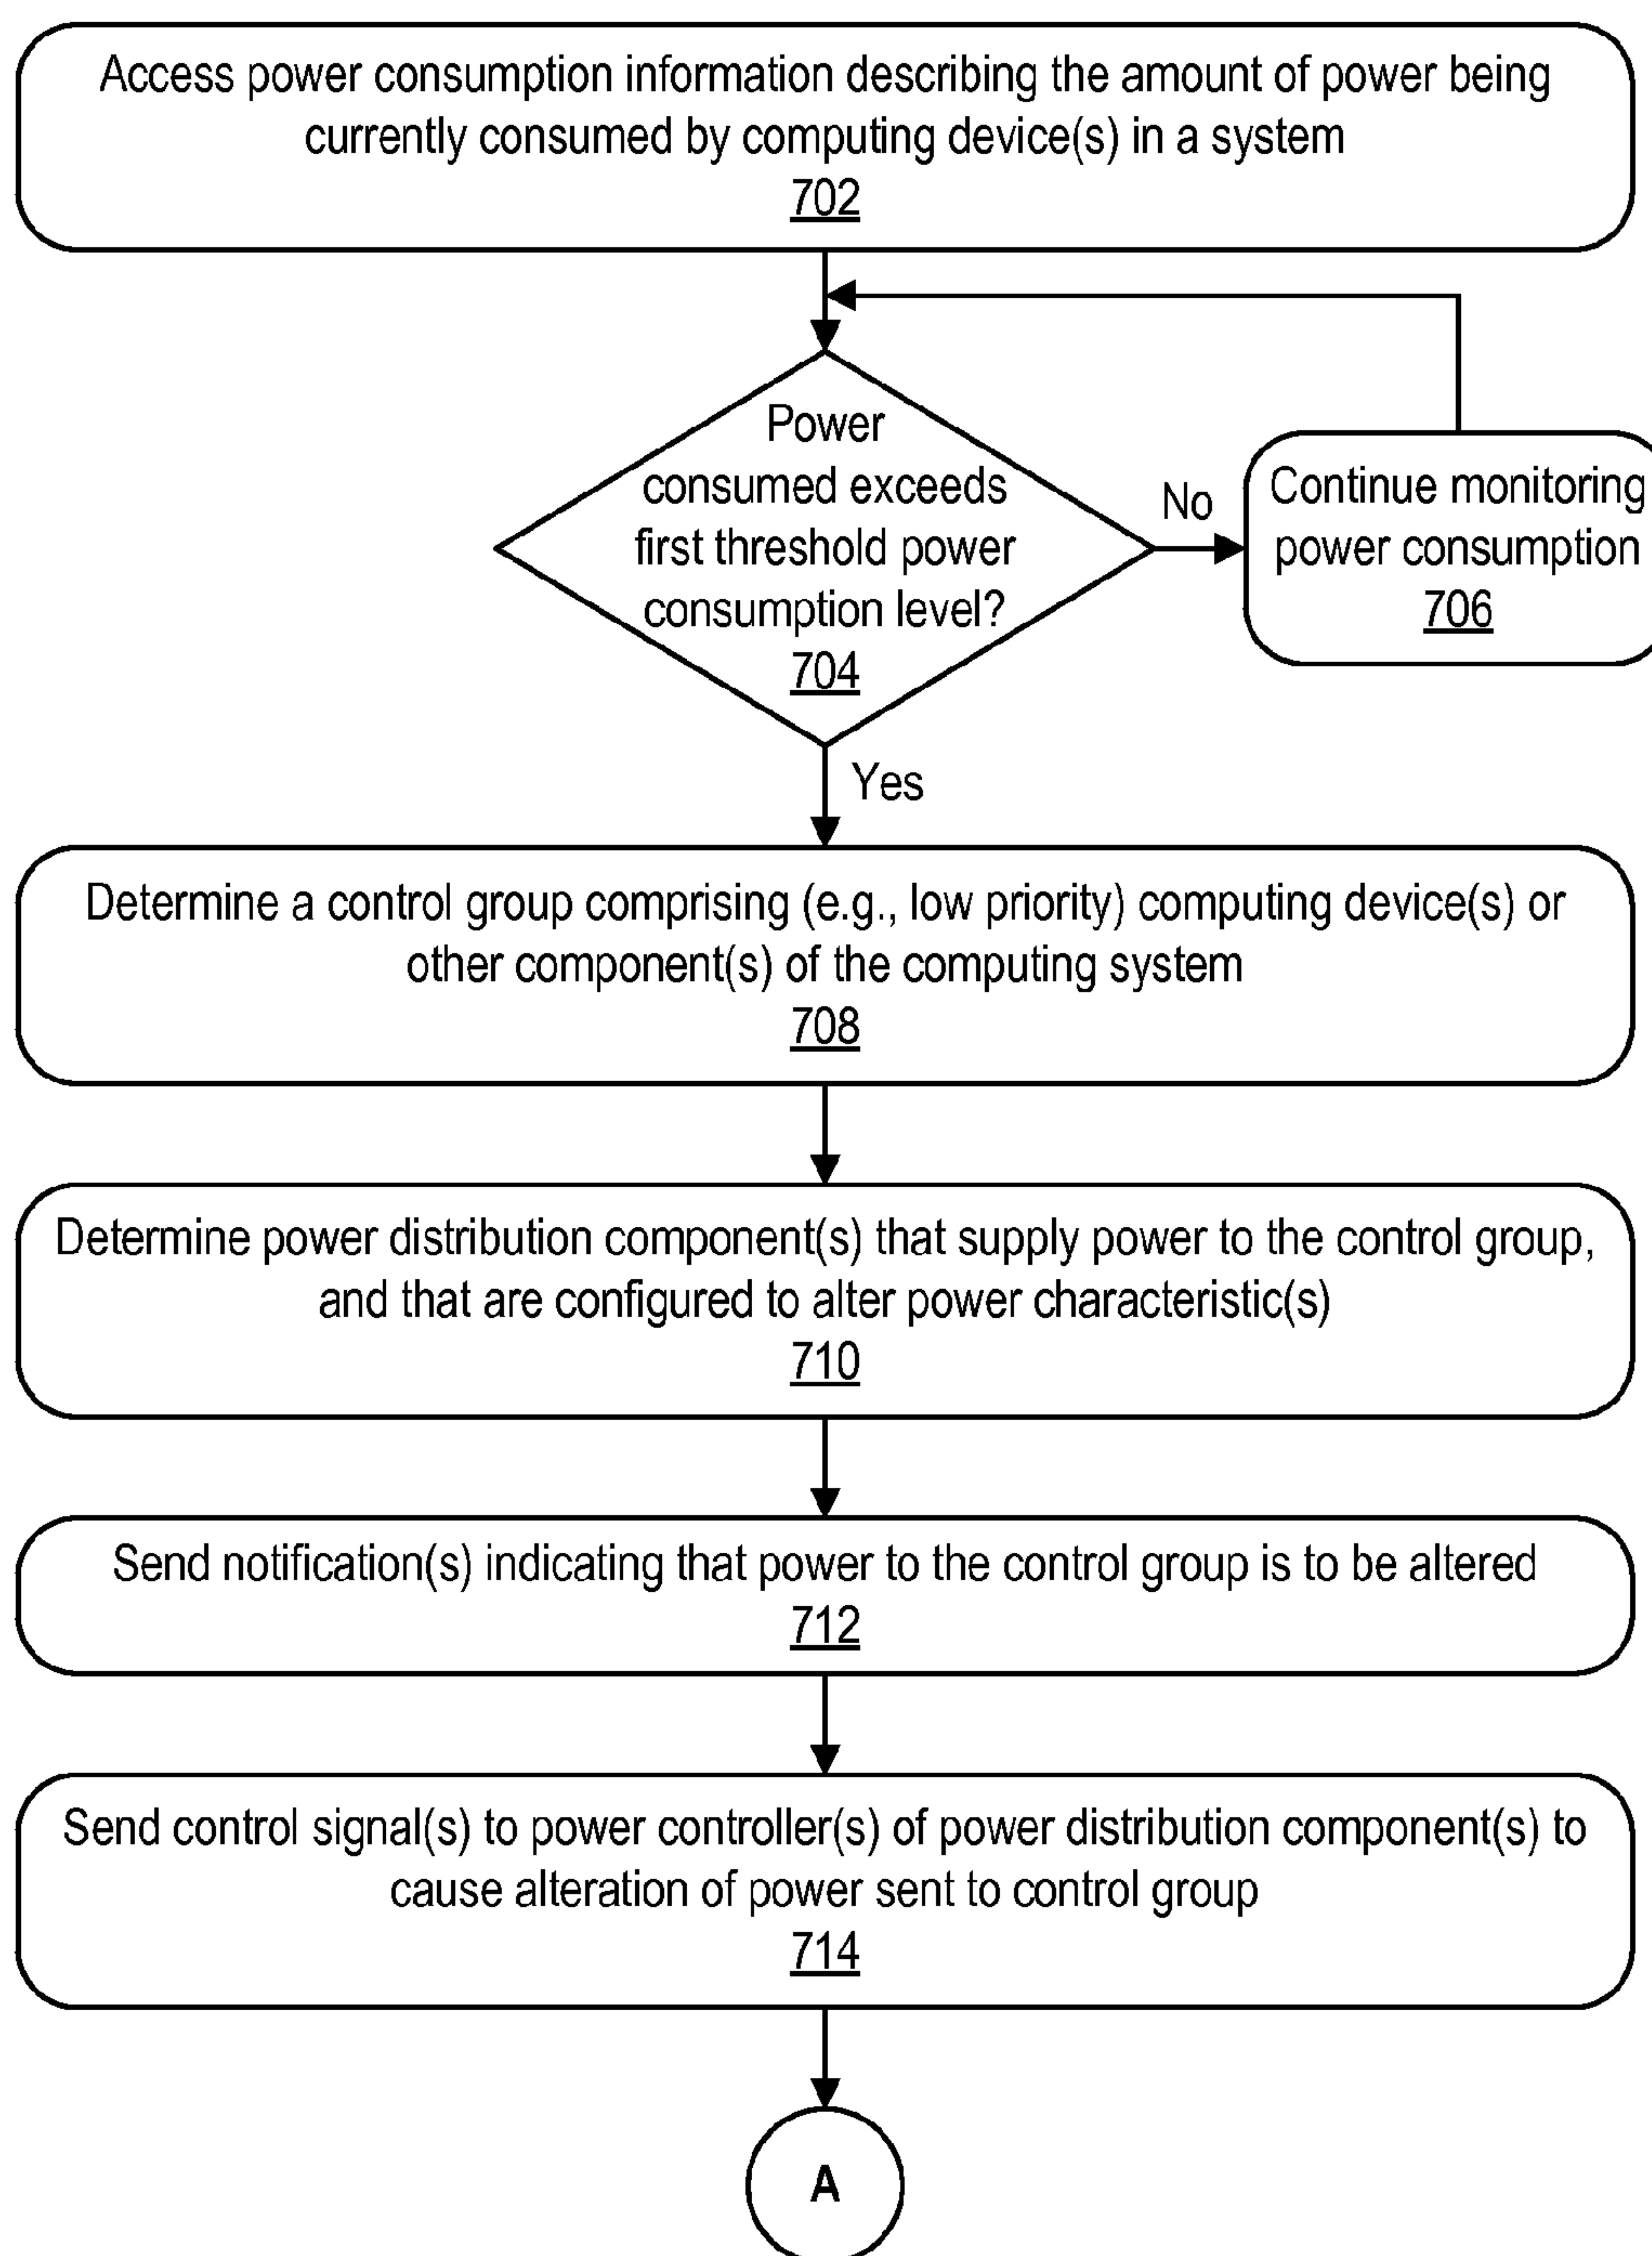 Access power consumption information describing the amount of power being
currently consumed by computing device(s) in a system
702
Power
consumed exceeds
first threshold power
consumption level?
704
No
Continue monitoring
power consumption
706
Yes
Determine a control group comprising (e.g., low priority) computing device(s) or
other component(s) of the computing system
708
Determine power distribution component(s) that supply power to the control group,
and that are configured to alter power characteristic(s)
710
Send notification(s) indicating that power to the control group is to be altered
712
Send control signal(s) to power controller(s) of power distribution component(s) to
cause alteration of power sent to control group
714
A